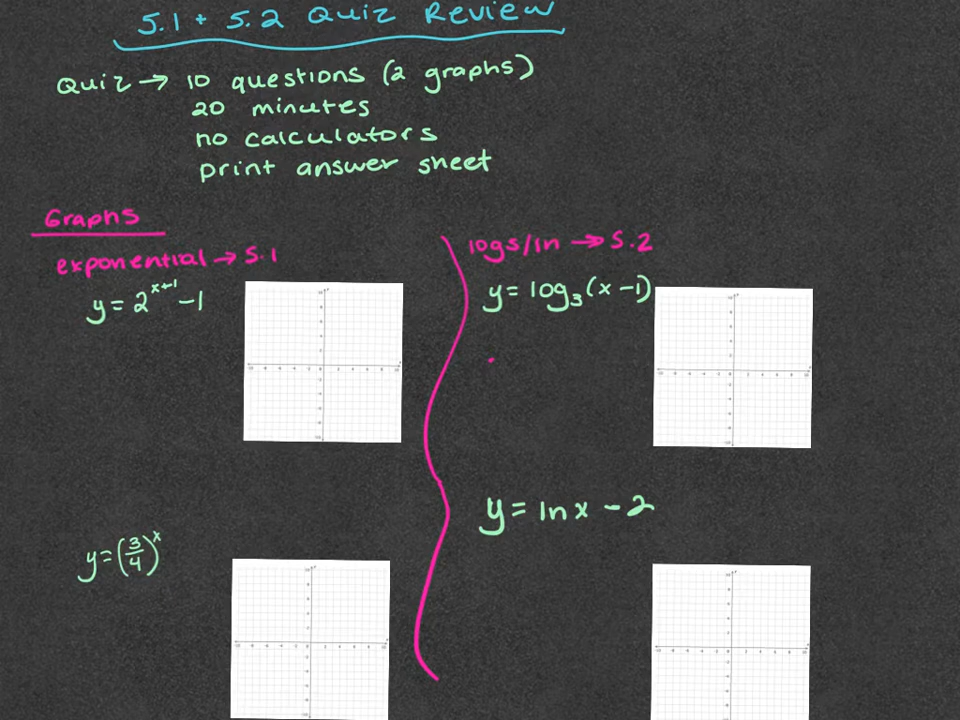 5.1 + 5.2 Quiz Review
Quiz → 10 questions (2 graphs)
20 minutes
no calculators
print answer sheet
Graphs
exponential → 5.1
y = 2^{x+1} - 1
y = (3/4)^x
logs/ln → 5.2
y = log₃(x - 1)
y = ln x - 2